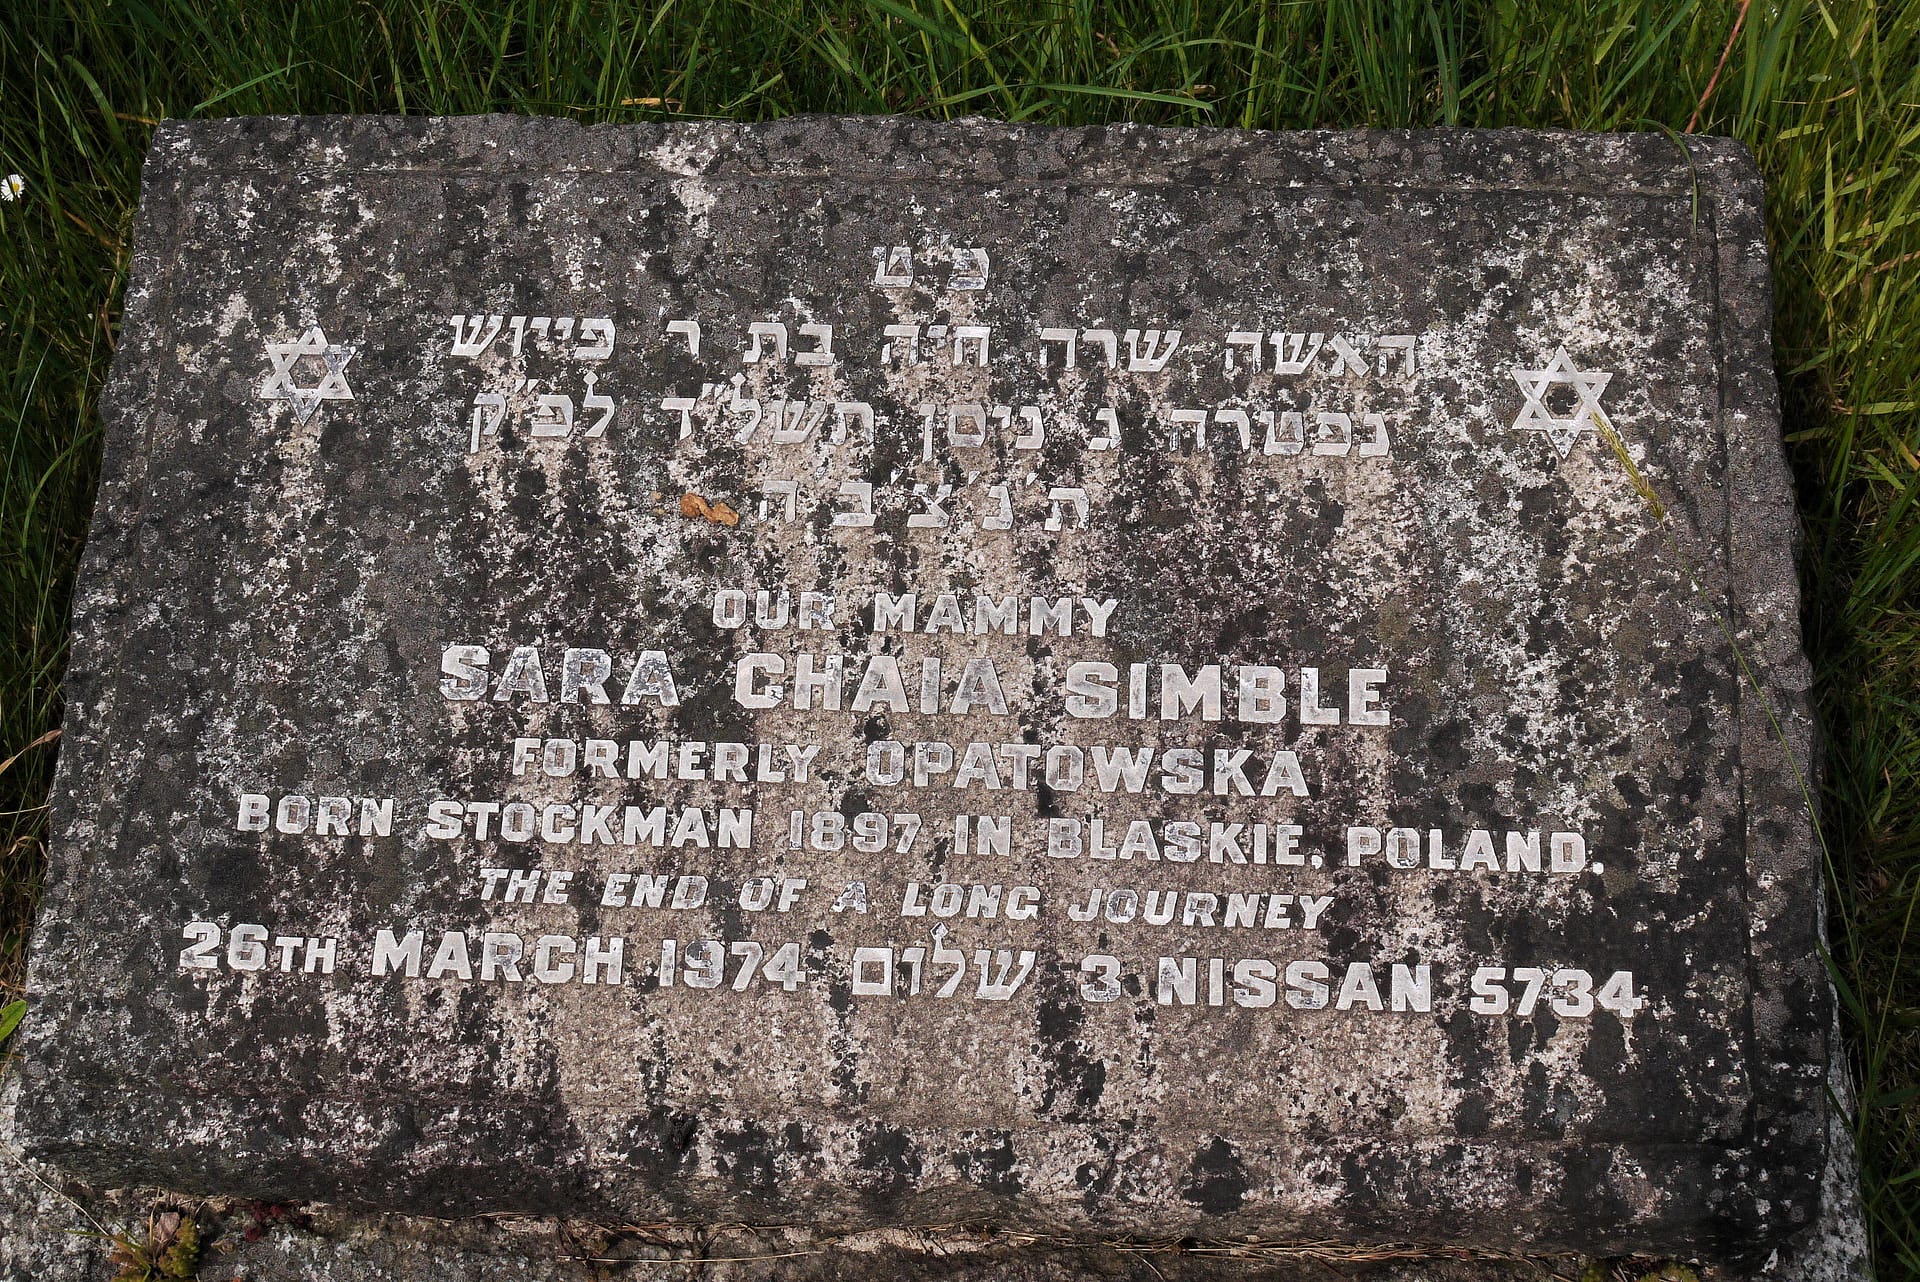 פ"ט
האשה שרה חיה בת ר' פייוש
נפטרה ג ניסן תשל"ד לפ"ק
ת'נ'צ'ב'ה
OUR MAMMY
SARA CHAIA SIMBLE
FORMERLY OPATOWSKA
BORN STOCKMAN 1897 IN BLASKIE, POLAND.
THE END OF A LONG JOURNEY
26TH MARCH 1974 שלום 3 NISSAN 5734